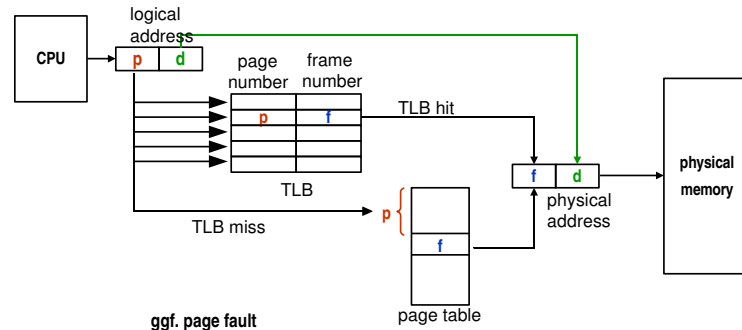 logical
address
CPU
p d
page
number
frame
number
p f
TLB hit
TLB
f d
physical
address
physical
memory
TLB miss
p
f
page table
ggf. page fault